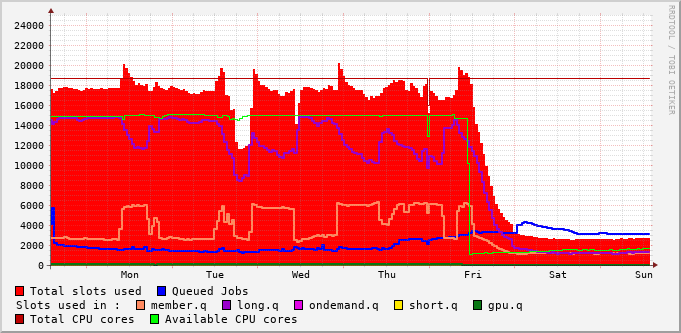 RRDTOOL / TOBI OETIKER
24000
22000
20000
18000
16000
14000
12000
10000
8000
6000
4000
2000
0
Mon Tue Wed Thu Fri Sat Sun
Total slots used Queued Jobs
Slots used in : member.q long.q ondemand.q short.q gpu.q
Total CPU cores Available CPU cores